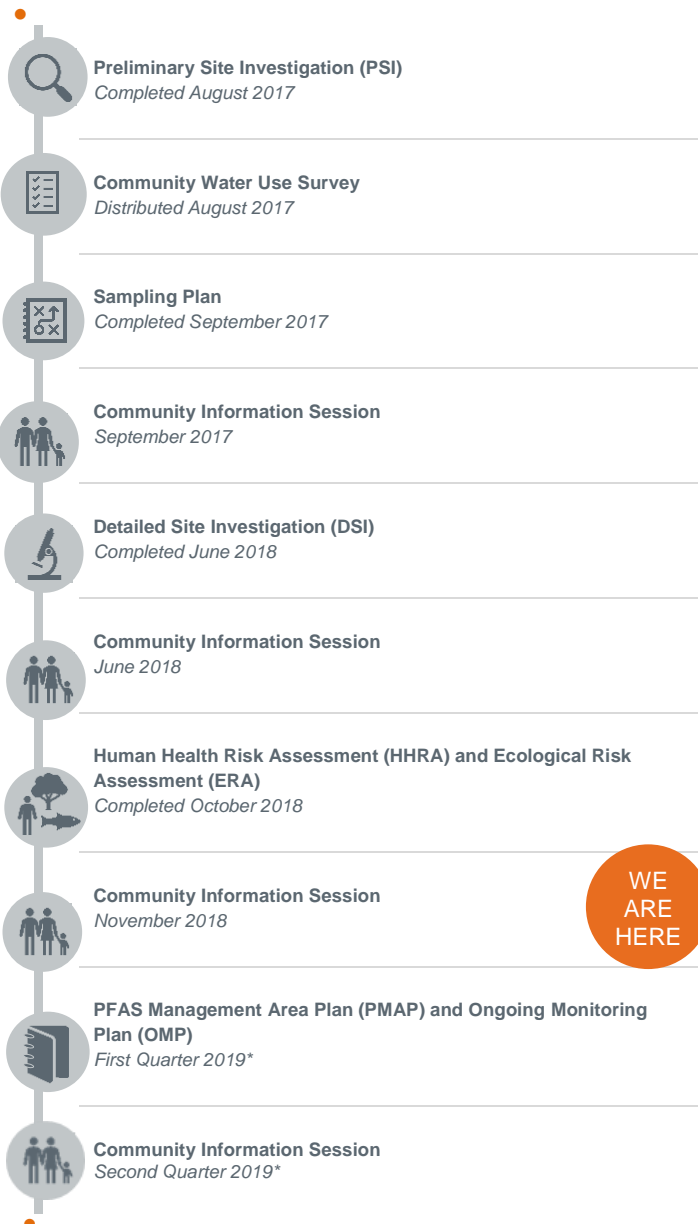 Preliminary Site Investigation (PSI)
Completed August 2017
Community Water Use Survey
Distributed August 2017
Sampling Plan
Completed September 2017
Community Information Session
September 2017
Detailed Site Investigation (DSI)
Completed June 2018
Community Information Session
June 2018
Human Health Risk Assessment (HHRA) and Ecological Risk
Assessment (ERA)
Completed October 2018
Community Information Session
November 2018
WE
ARE
HERE
PFAS Management Area Plan (PMAP) and Ongoing Monitoring
Plan (OMP)
First Quarter 2019*
Community Information Session
Second Quarter 2019*